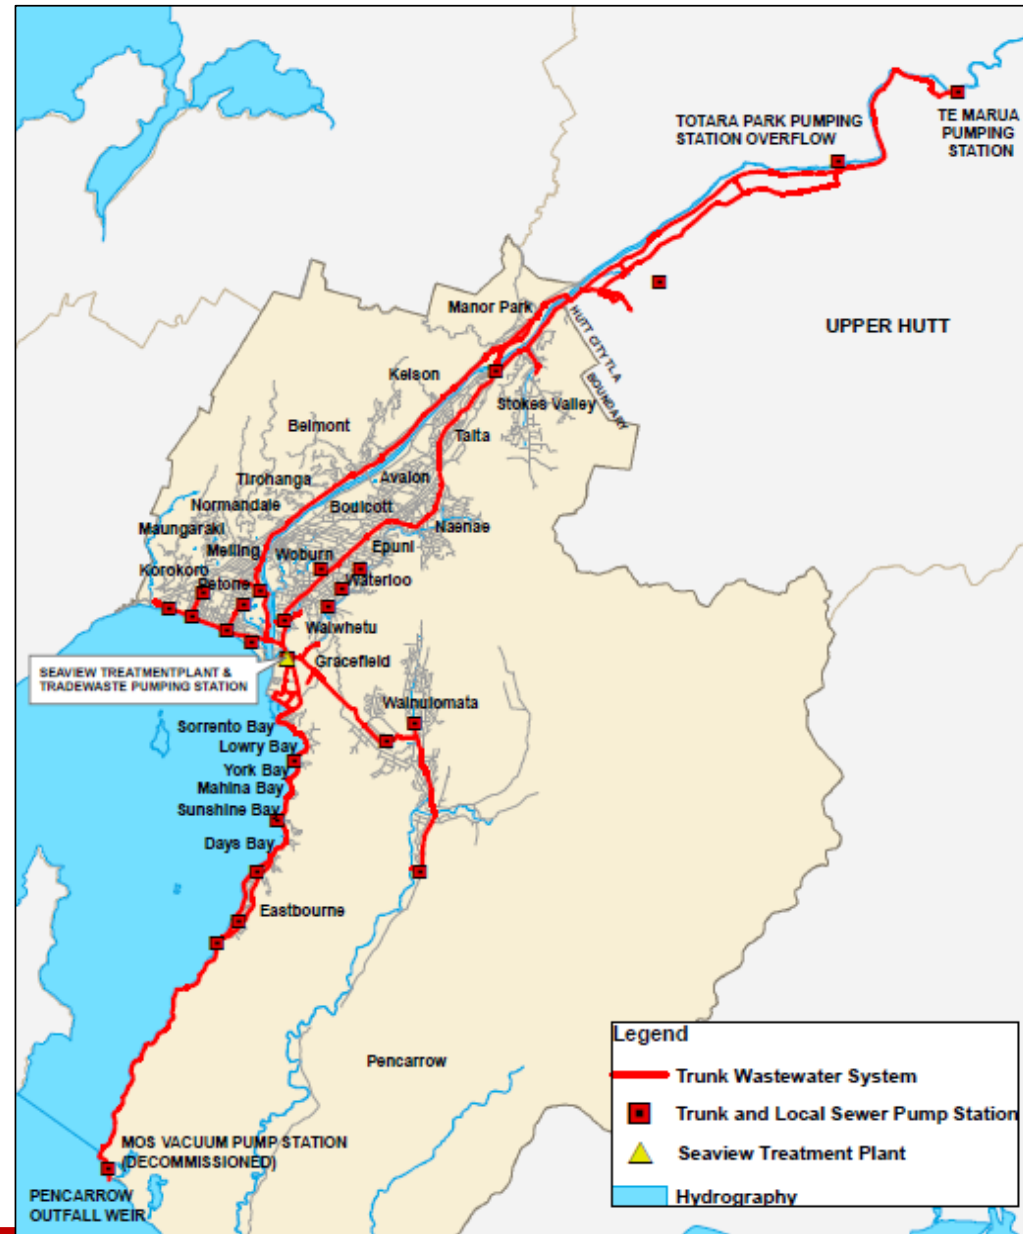 TOTARA PARK PUMPING
STATION OVERFLOW
TE MARUA
PUMPING
STATION
UPPER HUTT
Manor Park
HUTT CITY TLA
BOUNDARY
Kelson
Stokes Valley
Belmont
Taita
Tirohanga
Avalon
Normandale
Boulcott
Maungaraki
Naenae
Melling
Woburn
Epuni
Korokoro
Petone
Waterloo
Waiwhetu
SEAVIEW TREATMENTPLANT &
TRADEWASTE PUMPING STATION
Gracefield
Wainuiomata
Sorrento Bay
Lowry Bay
York Bay
Mahina Bay
Sunshine Bay
Days Bay
Eastbourne
Pencarrow
MOS VACUUM PUMP STATION
(DECOMMISSIONED)
PENCARROW
OUTFALL WEIR
Legend
Trunk Wastewater System
Trunk and Local Sewer Pump Station
Seaview Treatment Plant
Hydrography